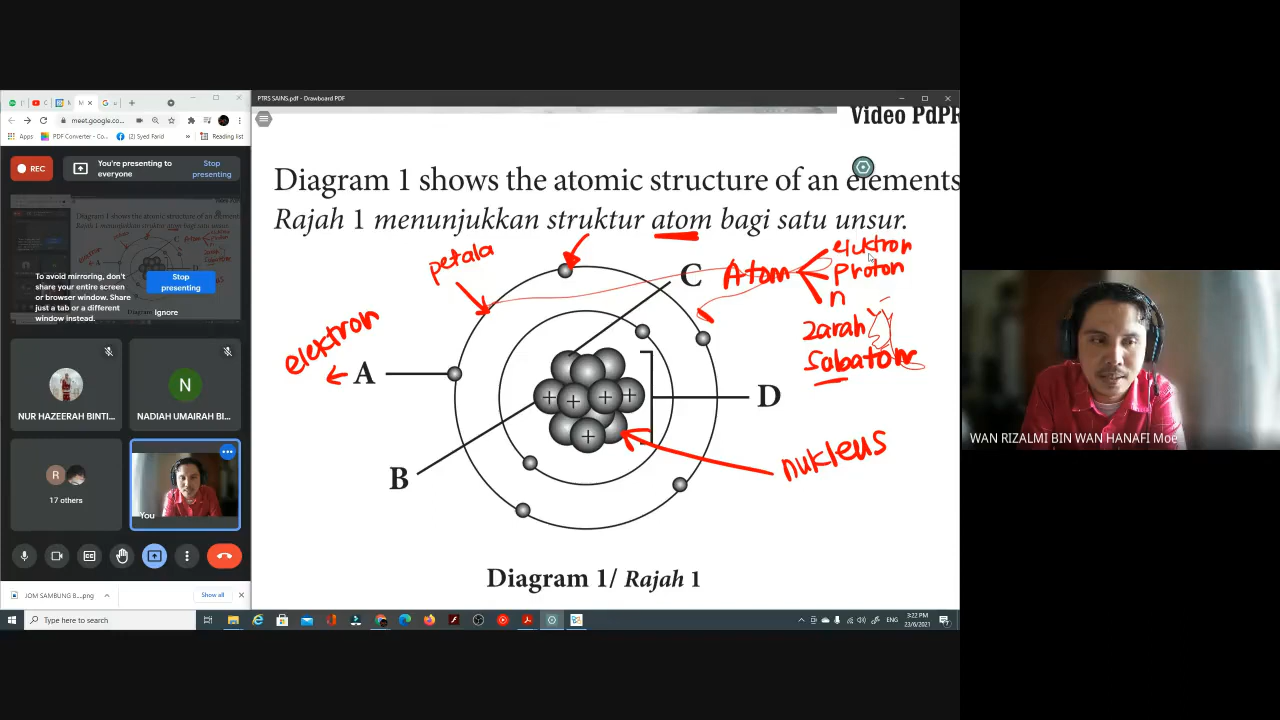 PTRS SAINS.pdf - Drawboard PDF
meet.google.co...
Apps PDF Converter - Co... (2) Syed Farid » Reading list
REC
You're presenting to everyone
Stop presenting
To avoid mirroring, don't share your entire screen or browser window. Share just a tab or a different window instead.
Stop presenting
Ignore
NUR HAZEERAH BINTI...
NADIAH UMAIRAH BI...
N
R
17 others
You
JOM SAMBUNG B....png
Show all
Video PdPR
Diagram 1 shows the atomic structure of an elements
Rajah 1 menunjukkan struktur atom bagi satu unsur.
petala
elektron
A
B
C
D
Atom
elektron
proton
n
zarah
Sabatom
nukleus
+ + + + +
Diagram 1/ Rajah 1
Type here to search
ENG
3:22 PM
23/6/2021
WAN RIZALMI BIN WAN HANAFI Moe